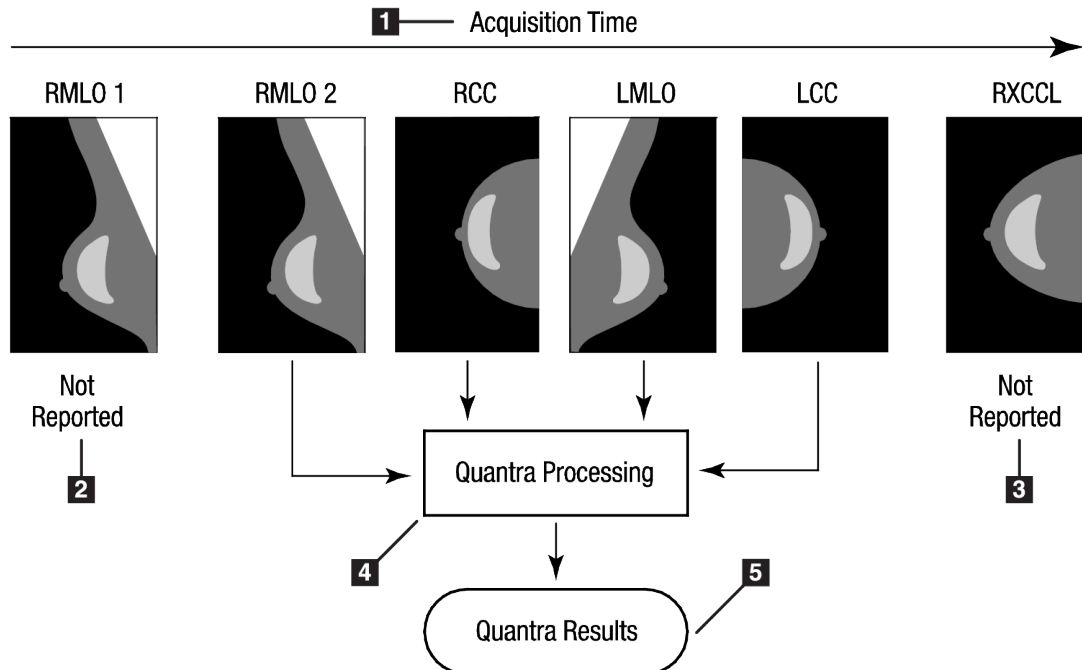 1 Acquisition Time
RMLO 1 RMLO 2 RCC LMLO LCC RXCCL
Not
Reported
2
Not
Reported
3
Quantra Processing
4
5
Quantra Results